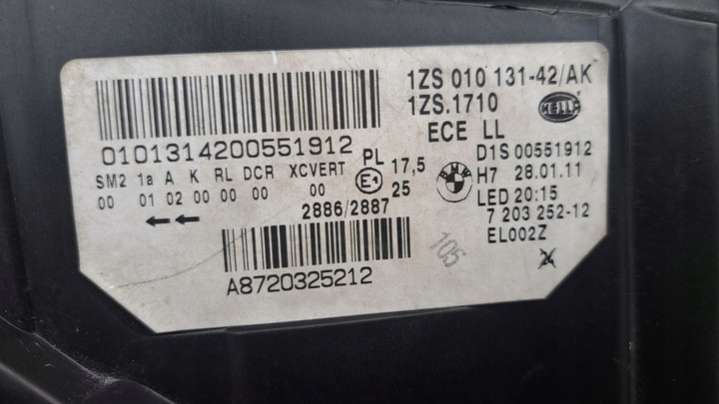 1ZS 010 131-42/AK
1ZS.1710
HELLA
ECE LL
0101314200551912
SM2 1a A K RL DCR XCVERT
00 01 02 00 00 00 00
PL 17,5
E1 25
2886/2887
BMW
D1S 00551912
H7 28.01.11
LED 20:15
7 203 252-12
EL002Z
105
A8720325212